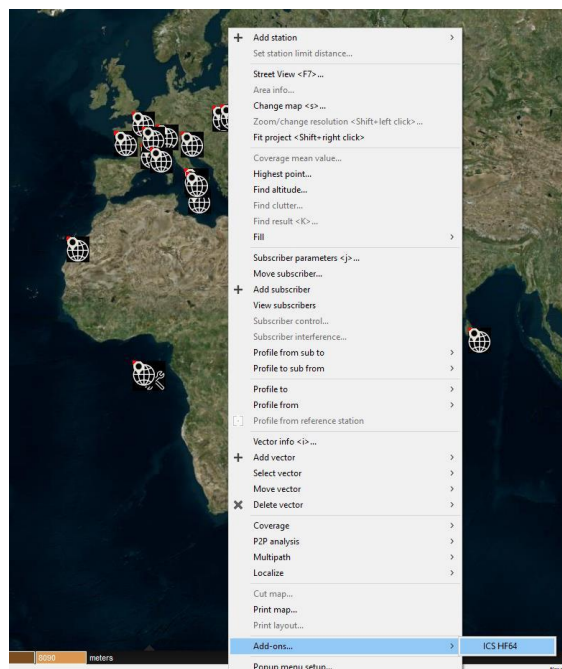 Add station
Set station limit distance...
Street View <F7>...
Area info...
Change map <s>...
Zoom/change resolution <Shift+left click>...
Fit project <Shift+right click>
Coverage mean value...
Highest point...
Find altitude...
Find clutter...
Find result <K>...
Fill
Subscriber parameters <j>...
Move subscriber...
Add subscriber
View subscribers
Subscriber control...
Subscriber interference...
Profile from sub to
Profile to sub from
Profile to
Profile from
Profile from reference station
Vector info <i>...
Add vector
Select vector
Move vector
Delete vector
Coverage
P2P analysis
Multipath
Localize
Cut map...
Print map...
Print layout...
Add-ons... ICS HF64
8090 meters
Popup menu setup...